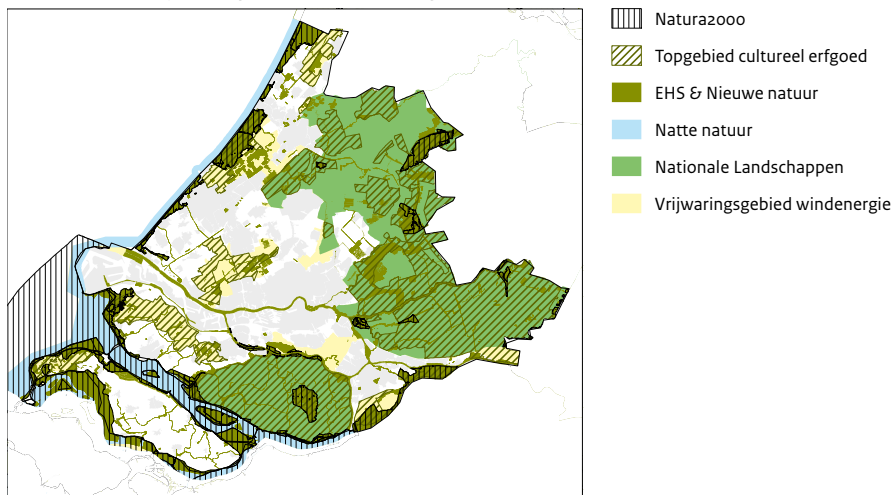 Natura2000
Topgebied cultureel erfgoed
EHS & Nieuwe natuur
Natte natuur
Nationale Landschappen
Vrijwaringsgebied windenergie